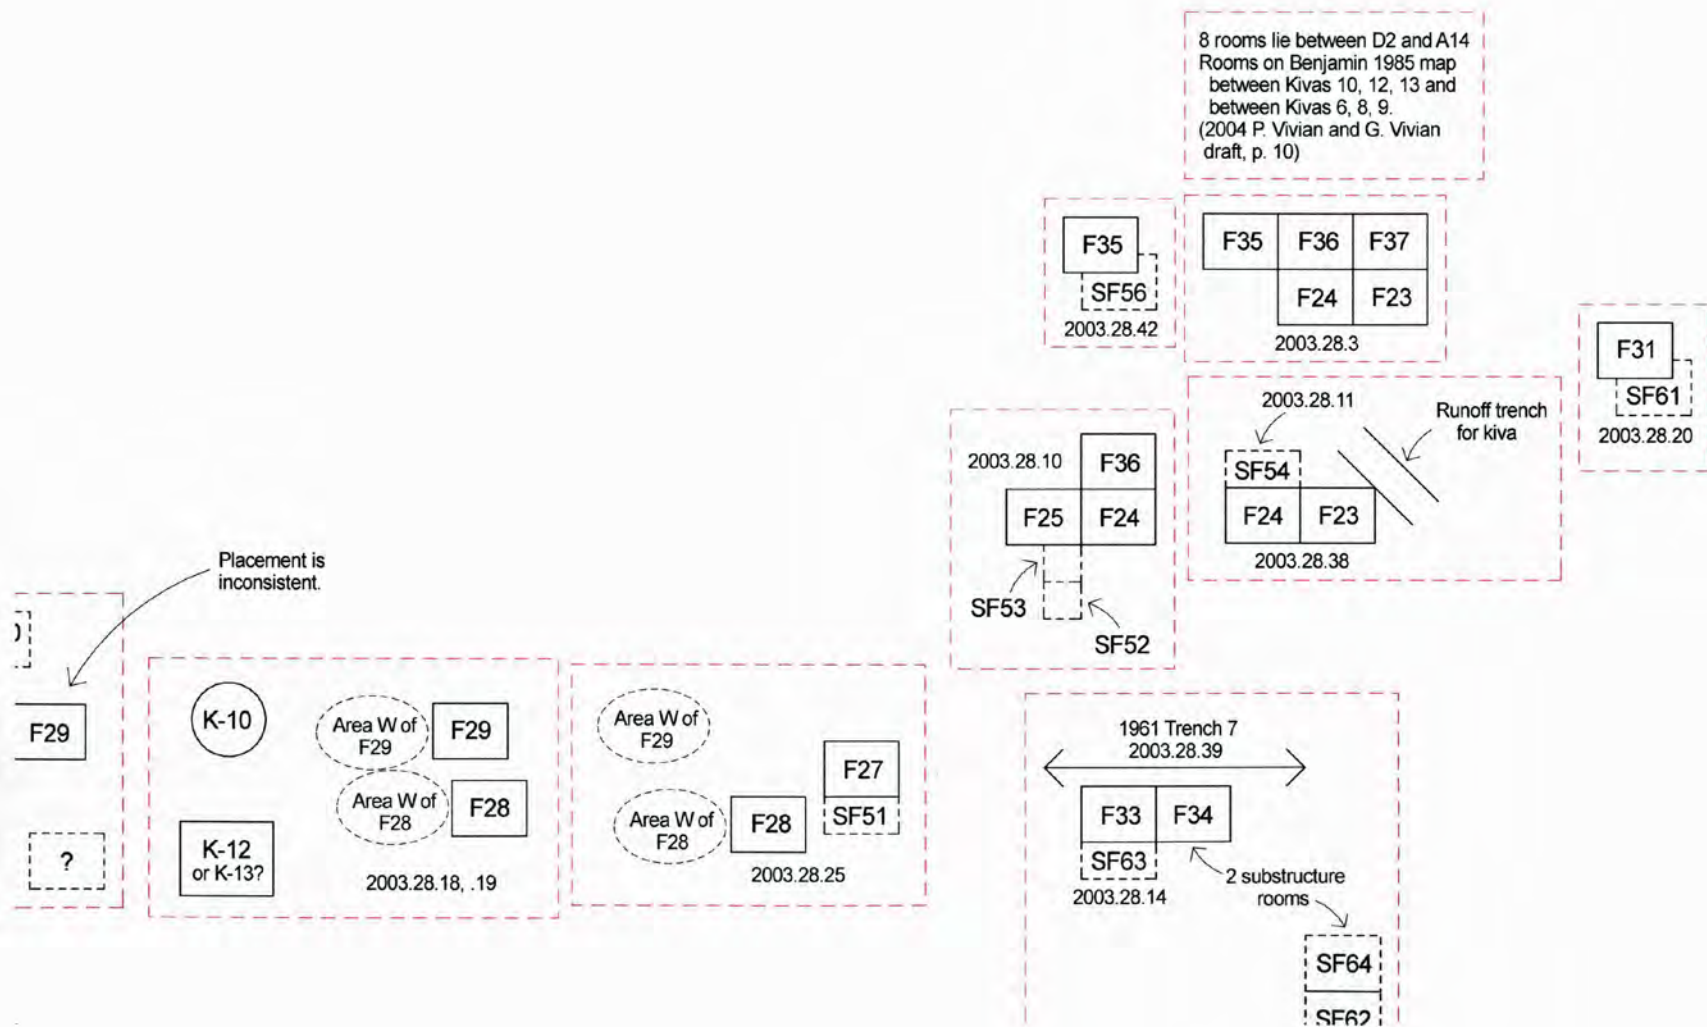 8 rooms lie between D2 and A14
Rooms on Benjamin 1985 map
between Kivas 10, 12, 13 and
between Kivas 6, 8, 9.
(2004 P. Vivian and G. Vivian
draft, p. 10)
F35
SF56
2003.28.42
F35 F36 F37
F24 F23
2003.28.3
F31
SF61
2003.28.20
2003.28.10
F36
F25 F24
SF53
SF52
2003.28.11
Runoff trench
for kiva
SF54
F24 F23
2003.28.38
Placement is
inconsistent.
F29
?
K-10
Area W of
F29
F29
Area W of
F28
F28
K-12
or K-13?
2003.28.18, .19
Area W of
F29
F27
SF51
Area W of
F28
F28
2003.28.25
1961 Trench 7
2003.28.39
F33 F34
SF63
2003.28.14
2 substructure
rooms
SF64
SF62